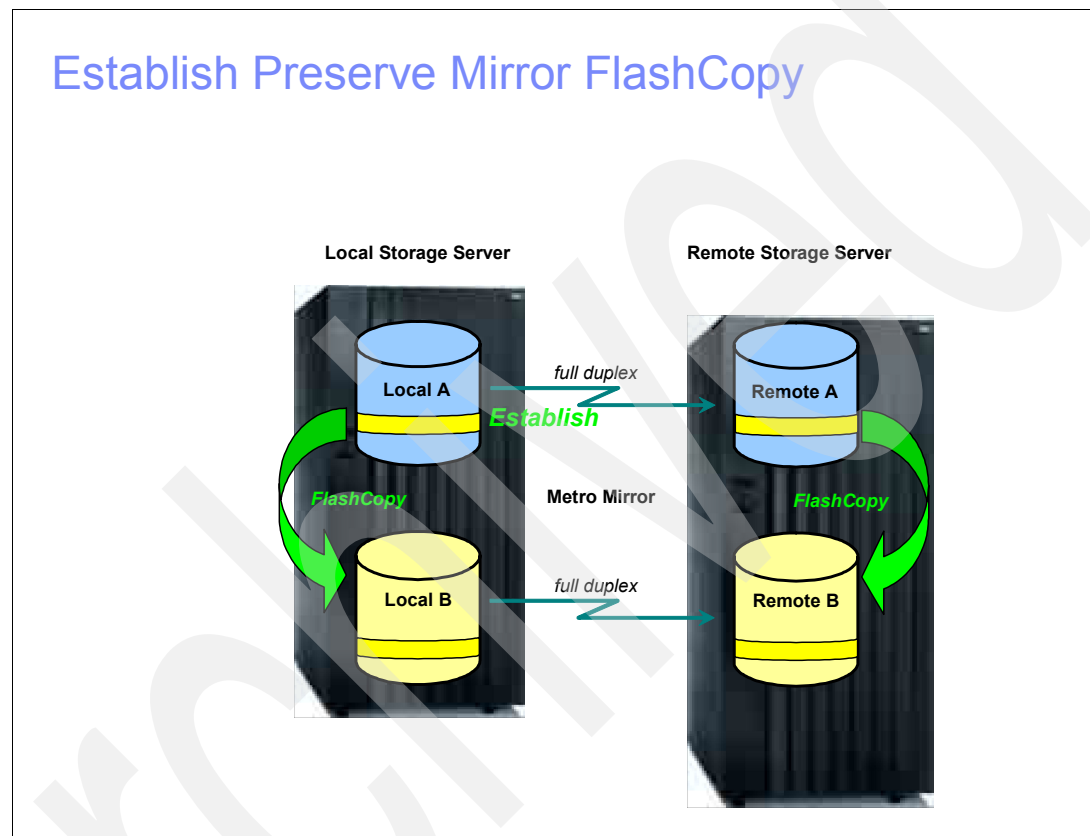 Establish Preserve Mirror FlashCopy
Local Storage Server
Remote Storage Server
Local A
full duplex
Remote A
Establish
FlashCopy
Metro Mirror
FlashCopy
Local B
full duplex
Remote B